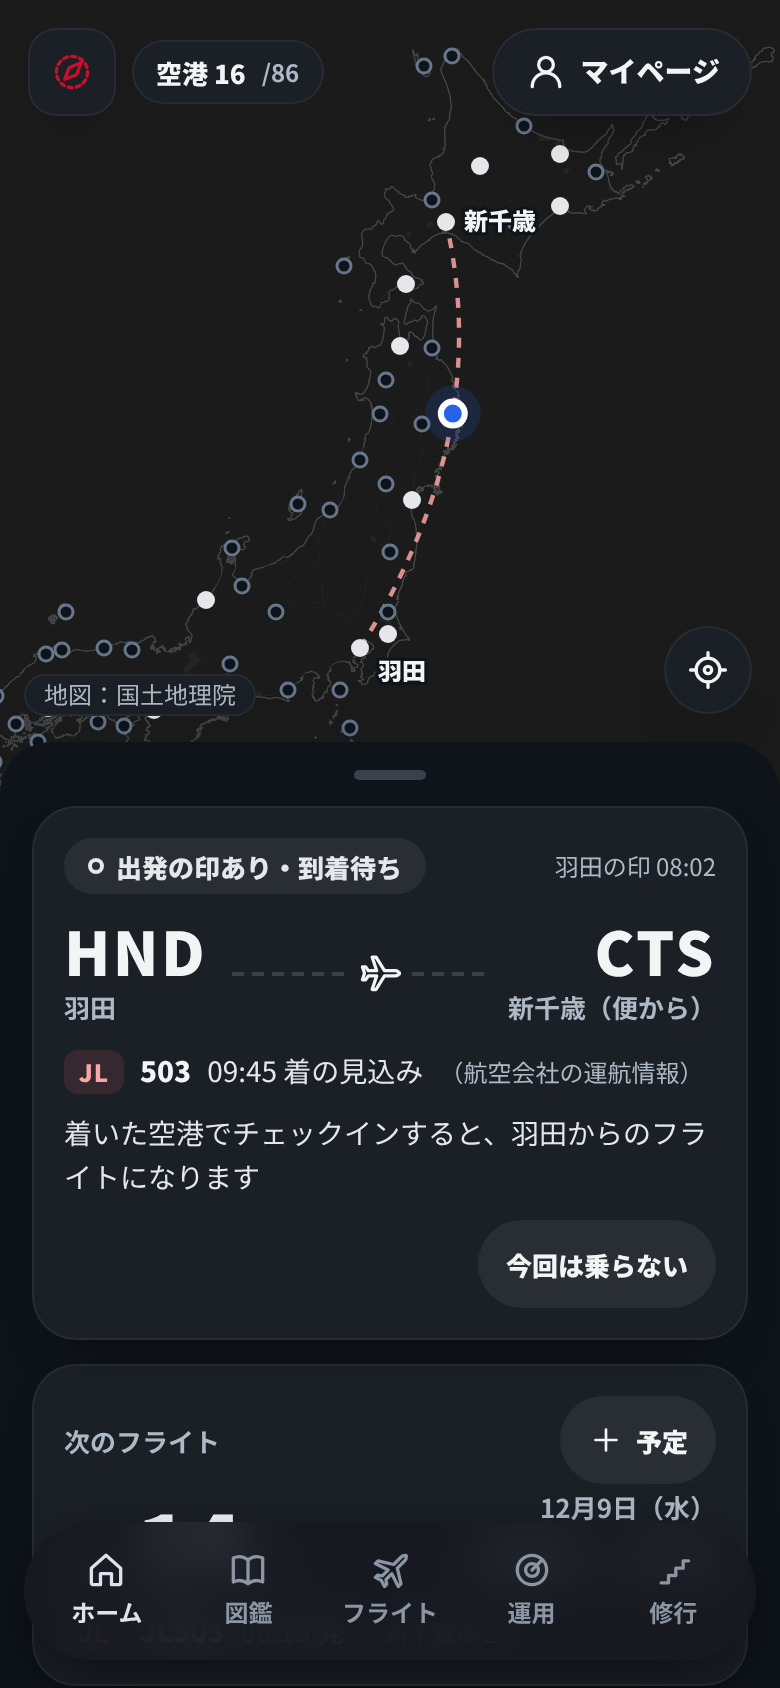 空港 16 /86
マイページ
新千歳
羽田
地図：国土地理院
出発の印あり・到着待ち
羽田の印 08:02
HND
CTS
羽田
新千歳（便から）
JL 503 09:45 着の見込み （航空会社の運航情報）
着いた空港でチェックインすると、羽田からのフラ
イトになります
今回は乗らない
次のフライト
＋ 予定
12月9日（水）
ホーム
図鑑
フライト
運用
修行